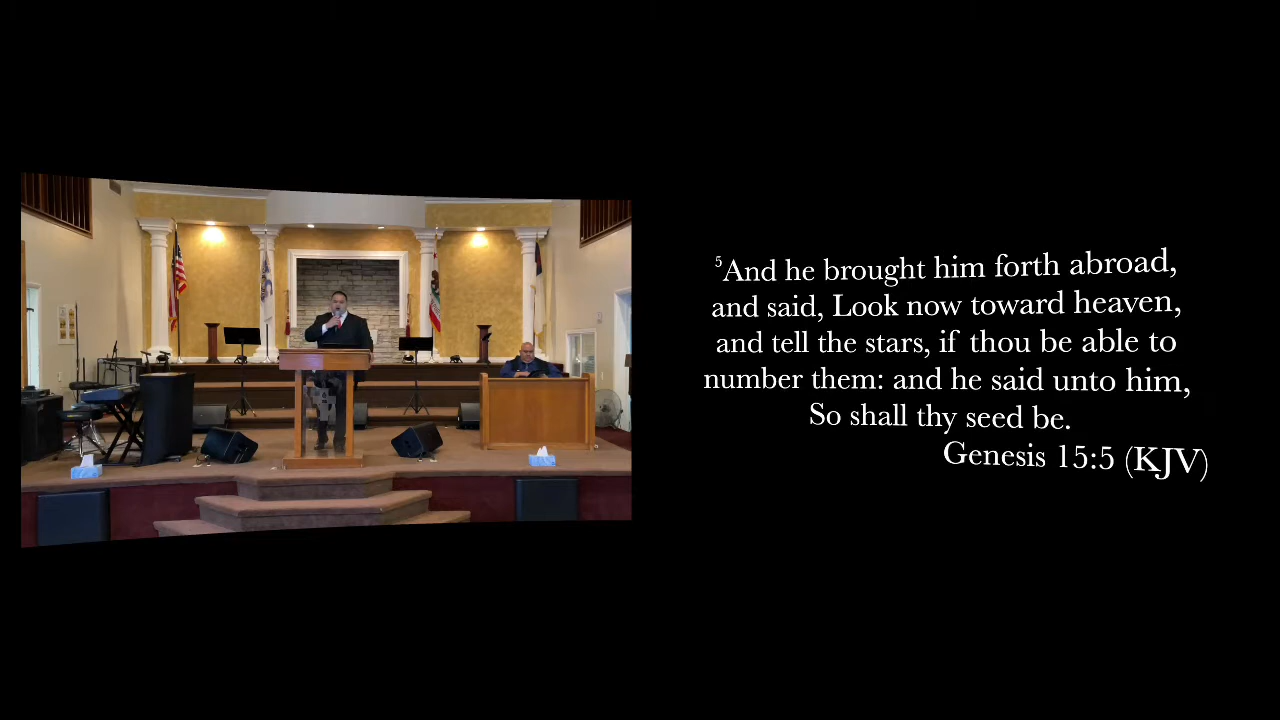 ⁵And he brought him forth abroad,
and said, Look now toward heaven,
and tell the stars, if thou be able to
number them: and he said unto him,
So shall thy seed be.
Genesis 15:5 (KJV)